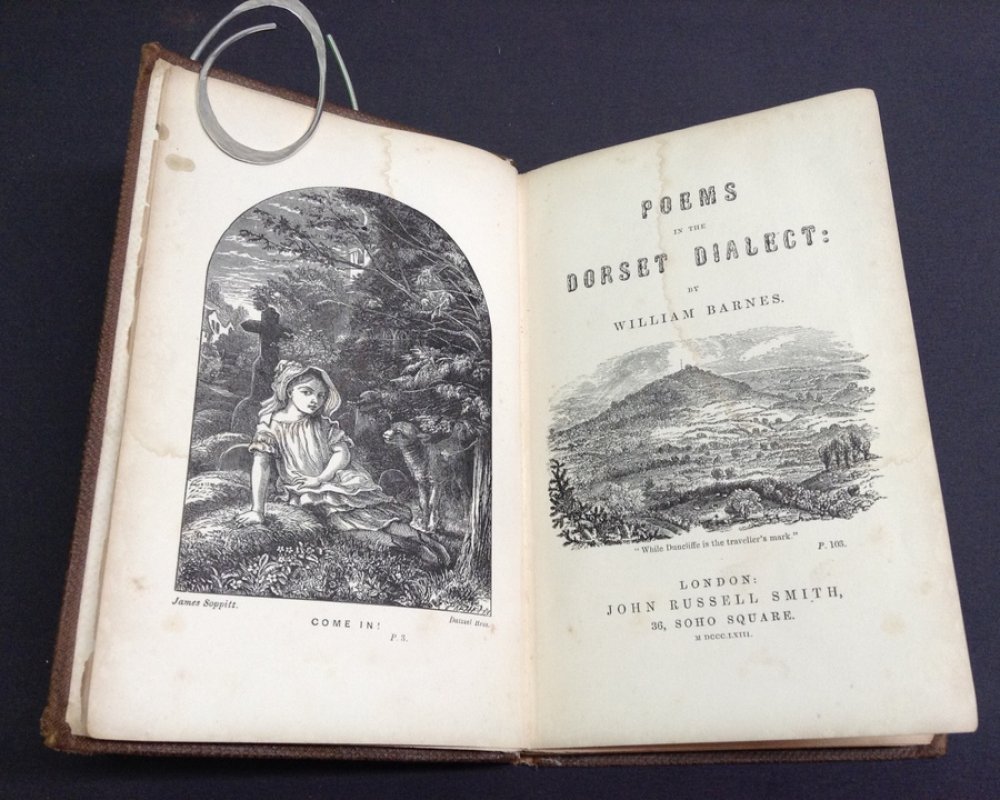 James Soppitt.
Dalziel Bros.
COME IN!
P. 3.
POEMS
IN THE
DORSET DIALECT:
BY
WILLIAM BARNES.
"While Duncliffe is the traveller's mark."
P. 103.
LONDON:
JOHN RUSSELL SMITH,
36, SOHO SQUARE.
M DCCC.LXIII.